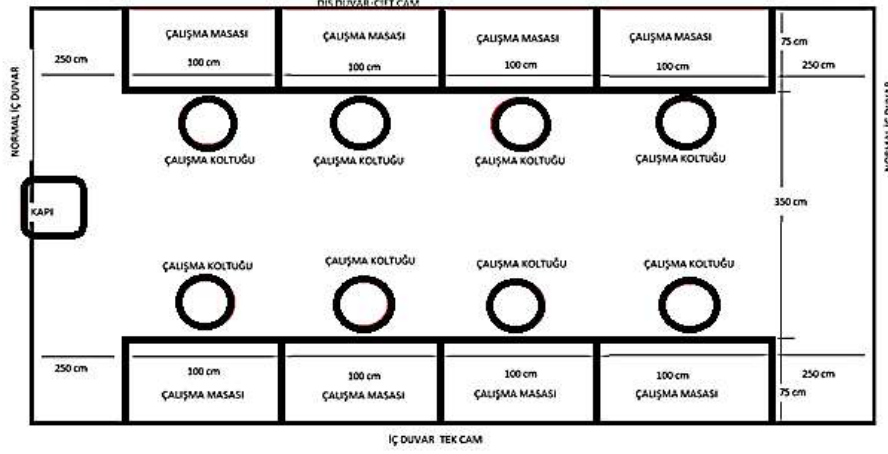 DIŞ DUVAR ÇİFT CAM
ÇALIŞMA MASASI
ÇALIŞMA MASASI
ÇALIŞMA MASASI
ÇALIŞMA MASASI
75 cm
250 cm
100 cm
100 cm
100 cm
100 cm
250 cm
NORMAL İÇ DUVAR
NORMAL İÇ DUVAR
ÇALIŞMA KOLTUĞU
ÇALIŞMA KOLTUĞU
ÇALIŞMA KOLTUĞU
ÇALIŞMA KOLTUĞU
KAPI
350 cm
ÇALIŞMA KOLTUĞU
ÇALIŞMA KOLTUĞU
ÇALIŞMA KOLTUĞU
ÇALIŞMA KOLTUĞU
250 cm
100 cm
100 cm
100 cm
100 cm
250 cm
ÇALIŞMA MASASI
ÇALIŞMA MASASI
ÇALIŞMA MASASI
ÇALIŞMA MASASI
75 cm
İÇ DUVAR TEK CAM